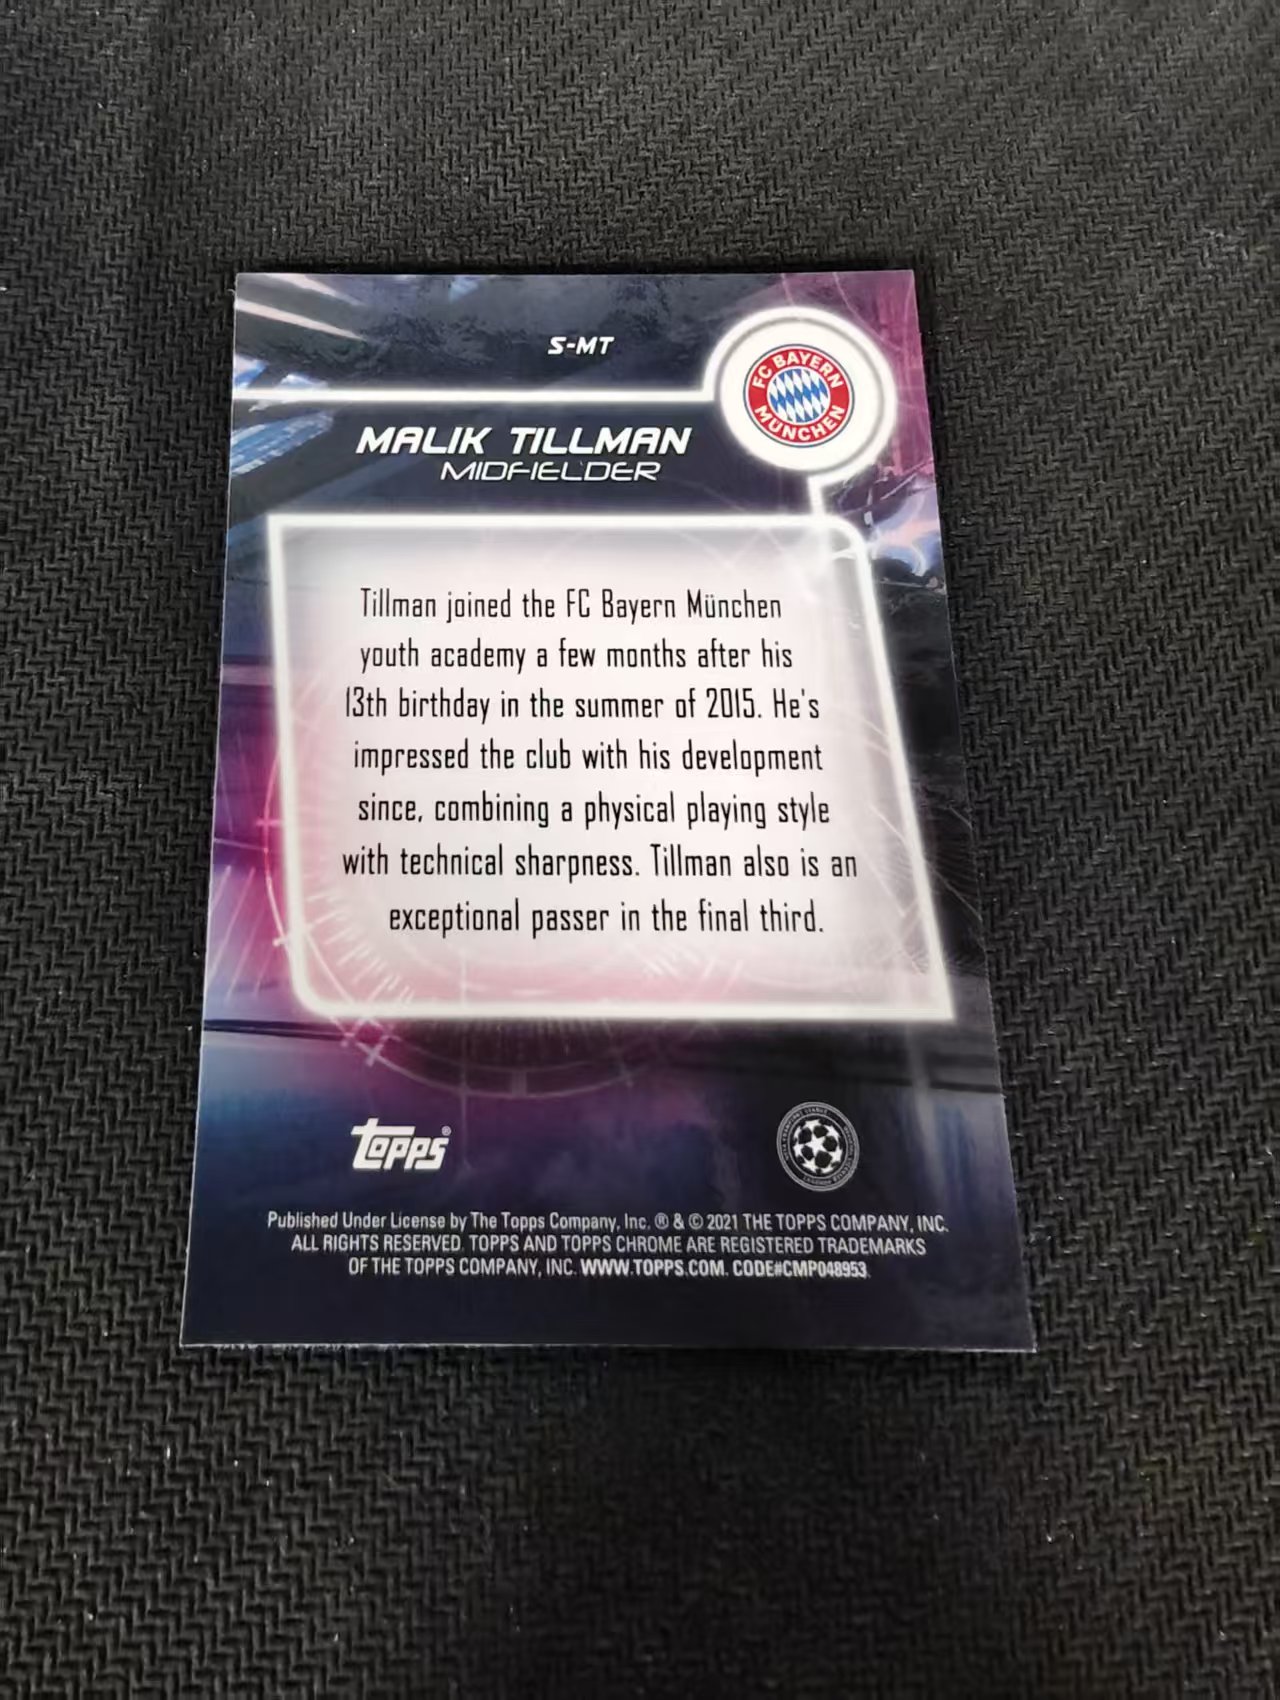 S-MT
FC BAYERN
MÜNCHEN
MALIK TILLMAN
MIDFIELDER
Tillman joined the FC Bayern München
youth academy a few months after his
13th birthday in the summer of 2015. He's
impressed the club with his development
since, combining a physical playing style
with technical sharpness. Tillman also is an
exceptional passer in the final third.
topps®
Published Under License by The Topps Company, Inc. ® & © 2021 THE TOPPS COMPANY, INC.
ALL RIGHTS RESERVED. TOPPS AND TOPPS CHROME ARE REGISTERED TRADEMARKS
OF THE TOPPS COMPANY, INC. WWW.TOPPS.COM. CODE#CMP048953